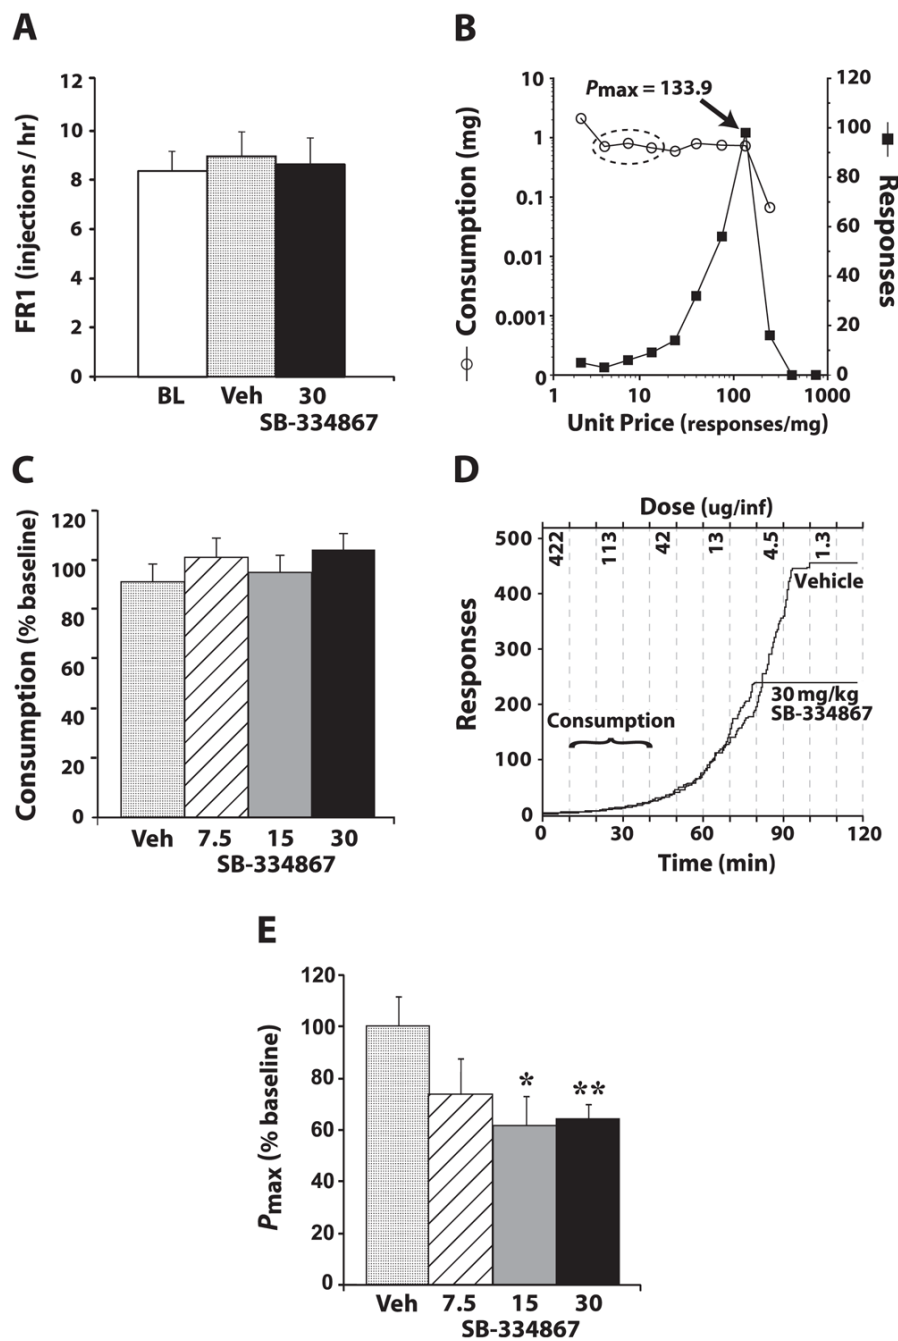 A
FR1 (injections / hr)
12
10
8
6
4
2
0
BL Veh 30
SB-334867
B
Consumption (mg)
10
1
0.1
0.01
0.001
0
Pmax = 133.9
120
100
80
60
40
20
0
Responses
1 10 100 1000
Unit Price (responses/mg)
C
Consumption (% baseline)
120
100
80
60
40
20
0
Veh 7.5 15 30
SB-334867
D
Dose (ug/inf)
422 113 42 13 4.5 1.3
Responses
500
400
300
200
100
0
Vehicle
30 mg/kg
SB-334867
Consumption
0 30 60 90 120
Time (min)
E
Pmax (% baseline)
120
100
80
60
40
20
0
* **
Veh 7.5 15 30
SB-334867